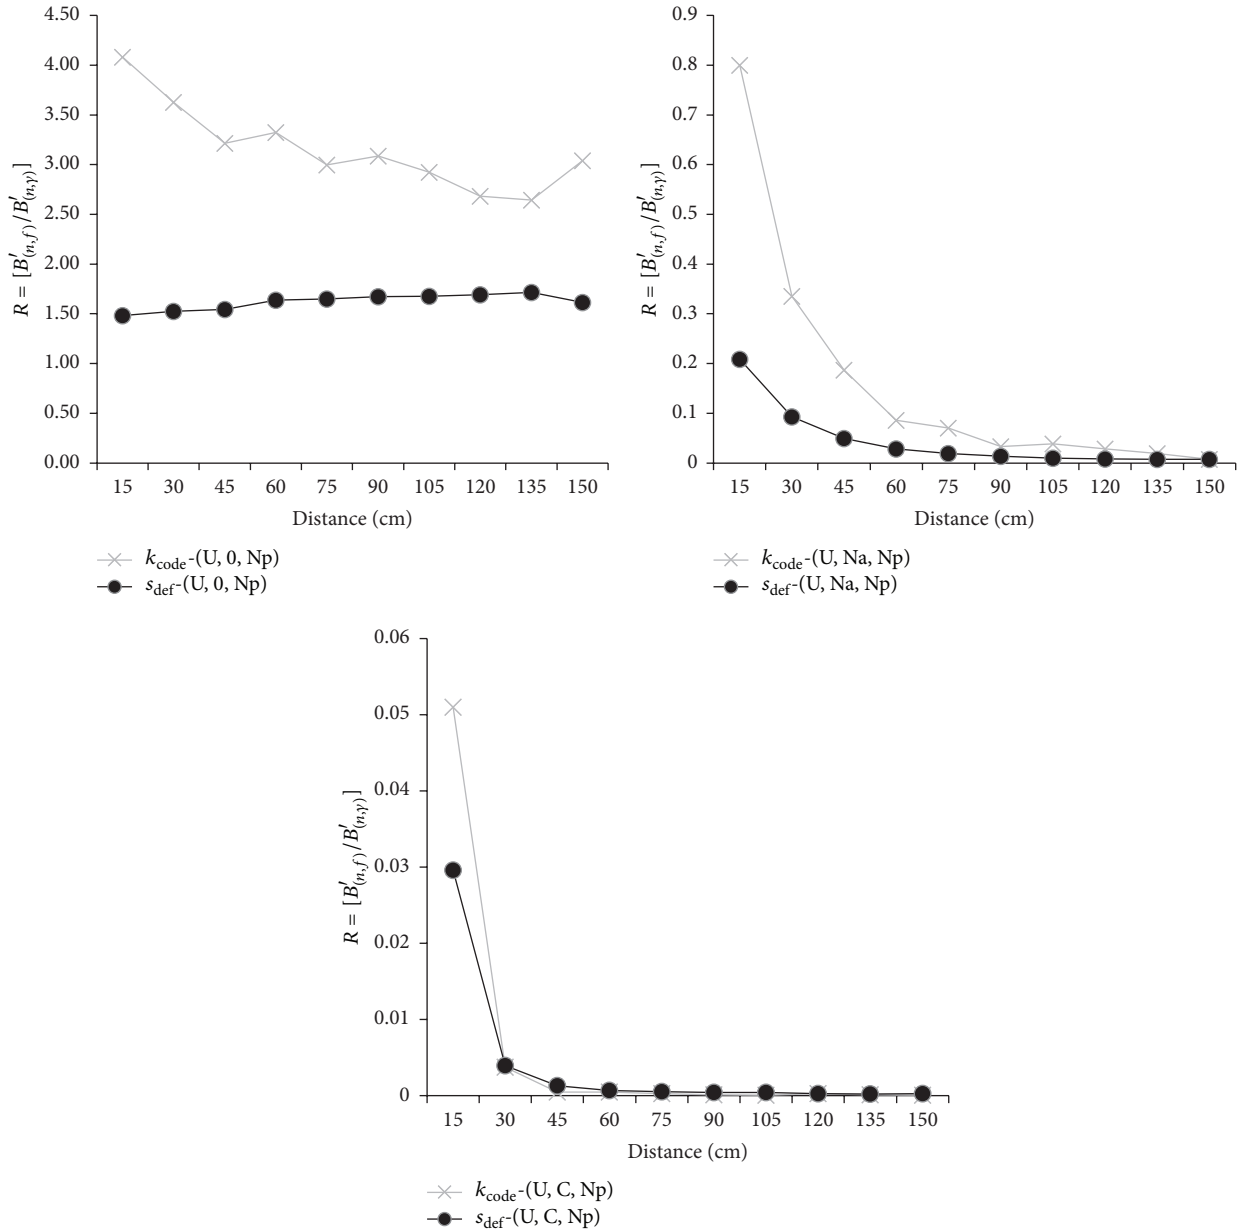 4.50
4.00
3.50
3.00
2.50
2.00
1.50
1.00
0.50
0.00
R = [B′(n,f)/B′(n,γ)]
15 30 45 60 75 90 105 120 135 150
Distance (cm)
kcode-(U, 0, Np)
sdef-(U, 0, Np)
0.9
0.8
0.7
0.6
0.5
0.4
0.3
0.2
0.1
0
R = [B′(n,f)/B′(n,γ)]
15 30 45 60 75 90 105 120 135 150
Distance (cm)
kcode-(U, Na, Np)
sdef-(U, Na, Np)
0.06
0.05
0.04
0.03
0.02
0.01
0
R = [B′(n,f)/B′(n,γ)]
15 30 45 60 75 90 105 120 135 150
Distance (cm)
kcode-(U, C, Np)
sdef-(U, C, Np)